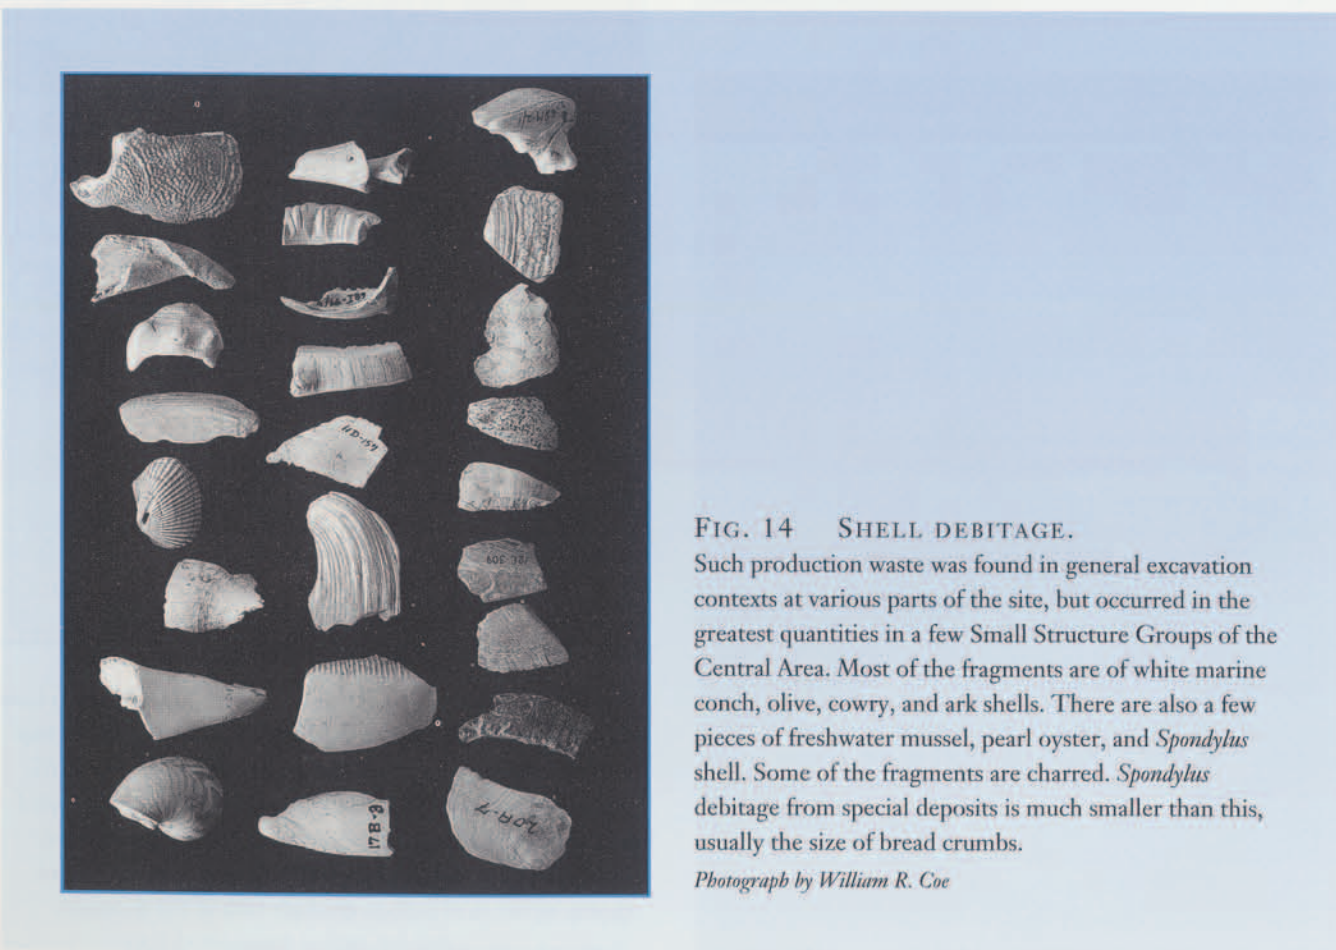 17B-8
FIG. 14 SHELL DEBITAGE.
Such production waste was found in general excavation
contexts at various parts of the site, but occurred in the
greatest quantities in a few Small Structure Groups of the
Central Area. Most of the fragments are of white marine
conch, olive, cowry, and ark shells. There are also a few
pieces of freshwater mussel, pearl oyster, and Spondylus
shell. Some of the fragments are charred. Spondylus
debitage from special deposits is much smaller than this,
usually the size of bread crumbs.
Photograph by William R. Coe